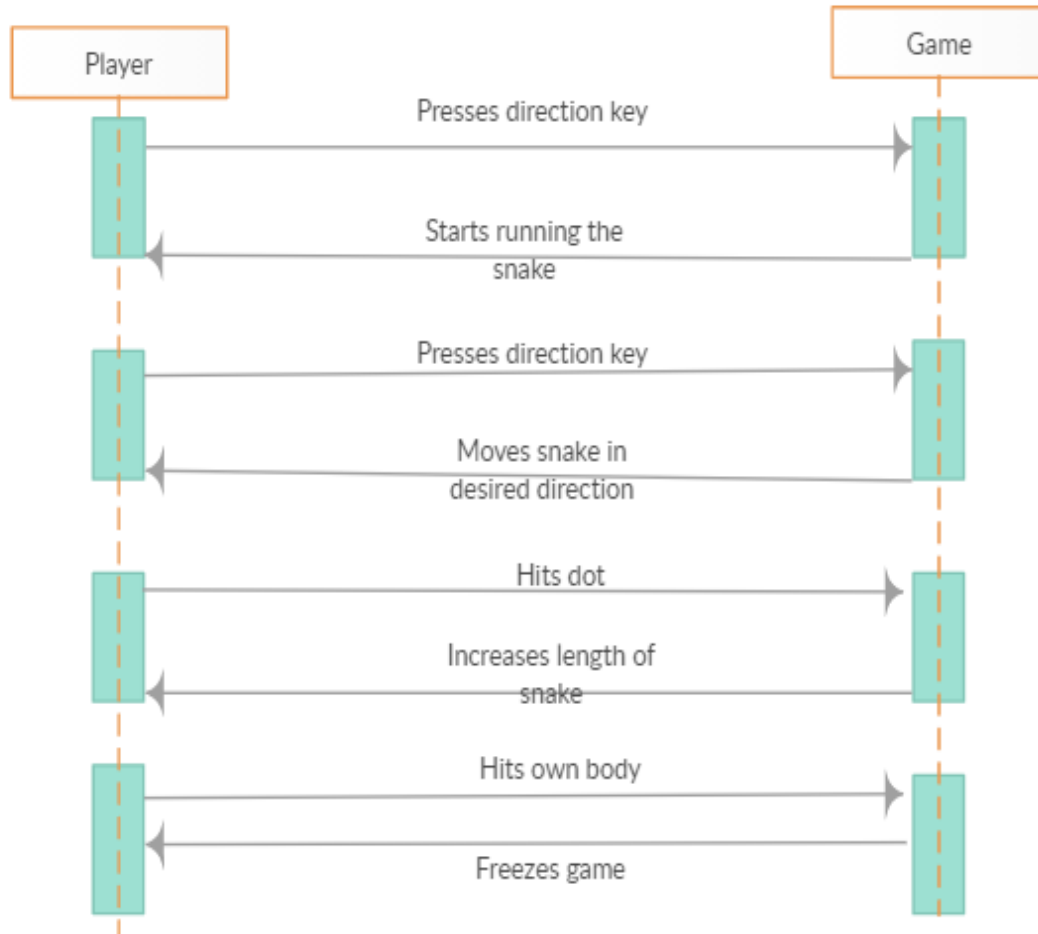 Player
Game
Presses direction key
Starts running the
snake
Presses direction key
Moves snake in
desired direction
Hits dot
Increases length of
snake
Hits own body
Freezes game